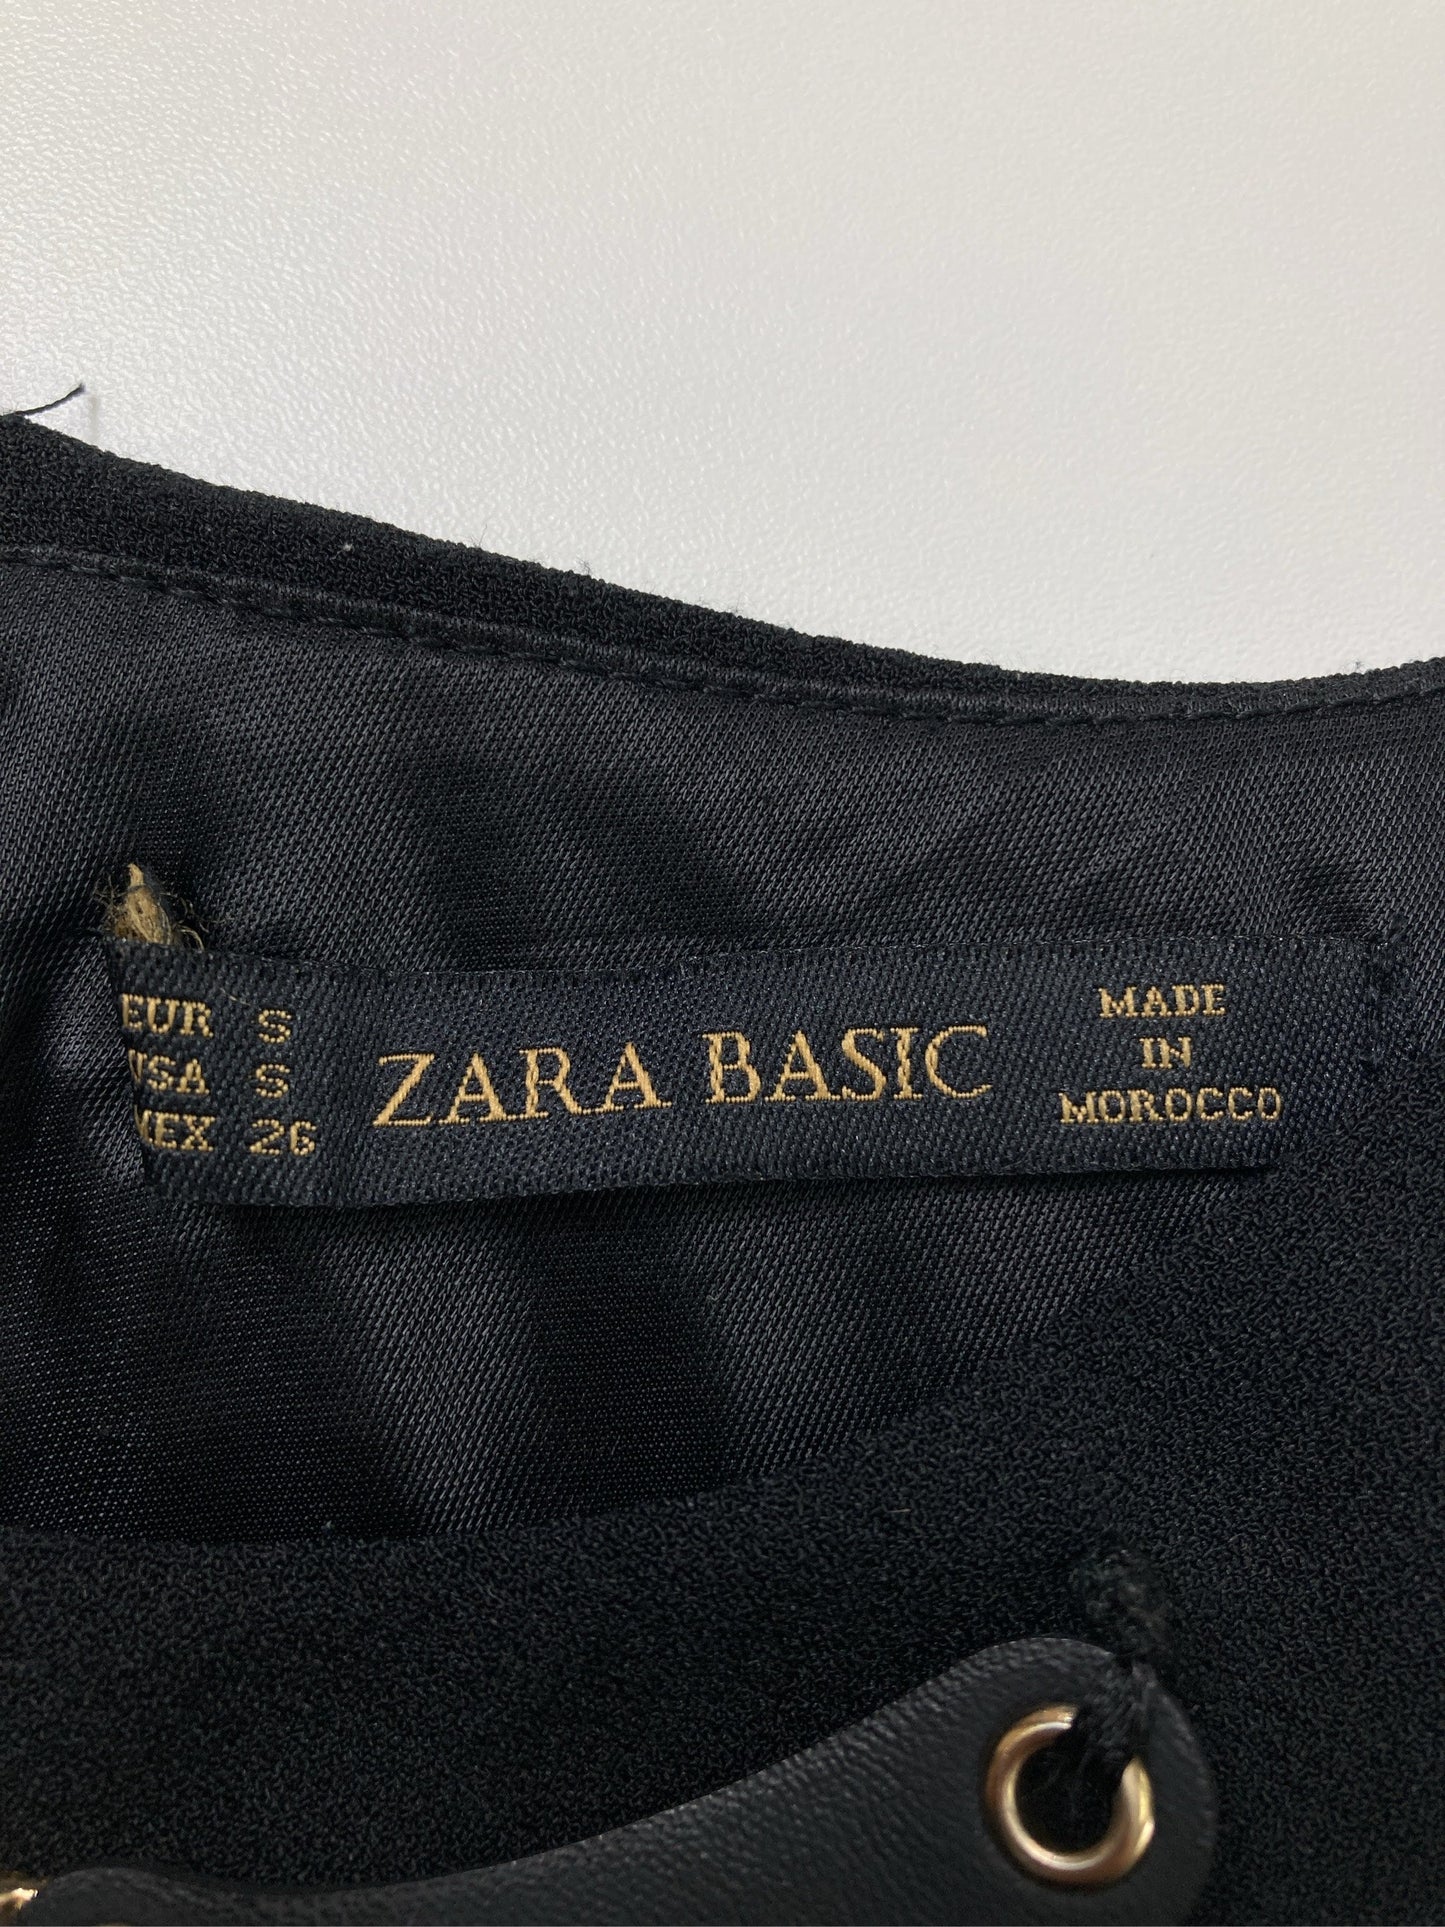 EUR S
USA S
MEX 26
ZARA BASIC
MADE
IN
MOROCCO